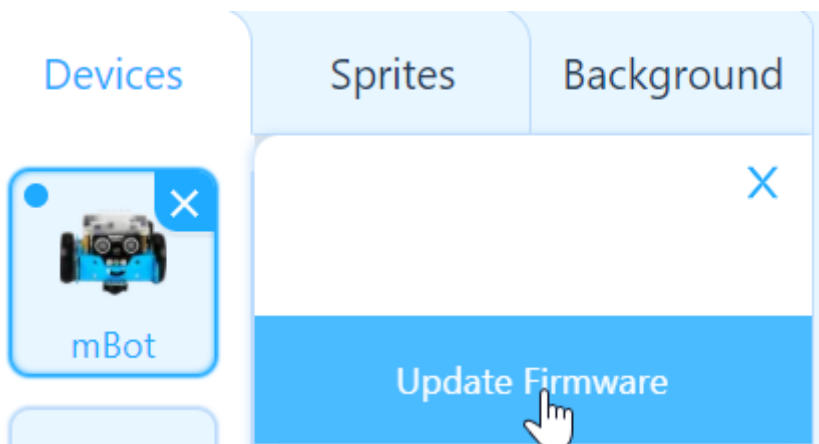 Devices
Sprites
Background
X
mBot
Update Firmware